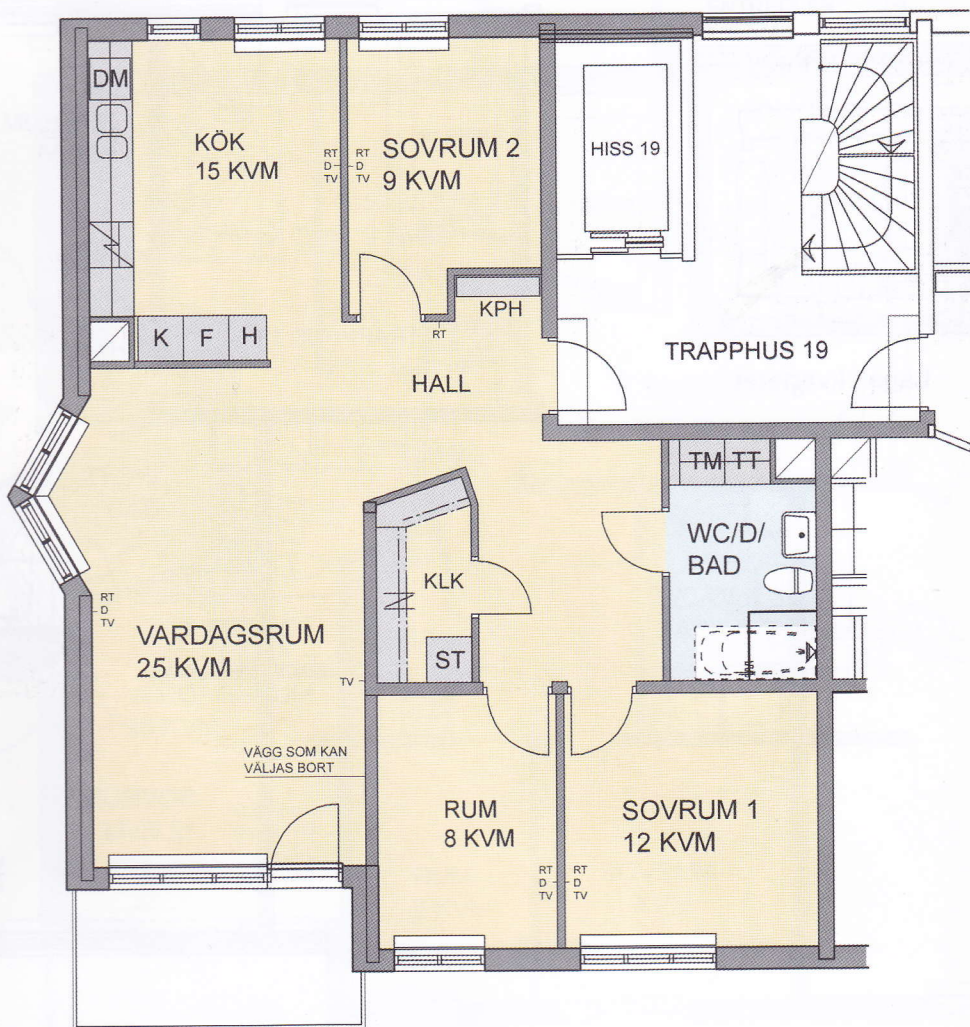 DM
KÖK
15 KVM
RT
D
TV
RT
D
TV
SOVRUM 2
9 KVM
HISS 19
K F H
KPH
RT
HALL
TRAPPHUS 19
TM TT
WC/D/
BAD
KLK
ST
RT
D
TV
VARDAGSRUM
25 KVM
TV
VÄGG SOM KAN
VÄLJAS BORT
RUM
8 KVM
SOVRUM 1
12 KVM
RT
D
TV
RT
D
TV